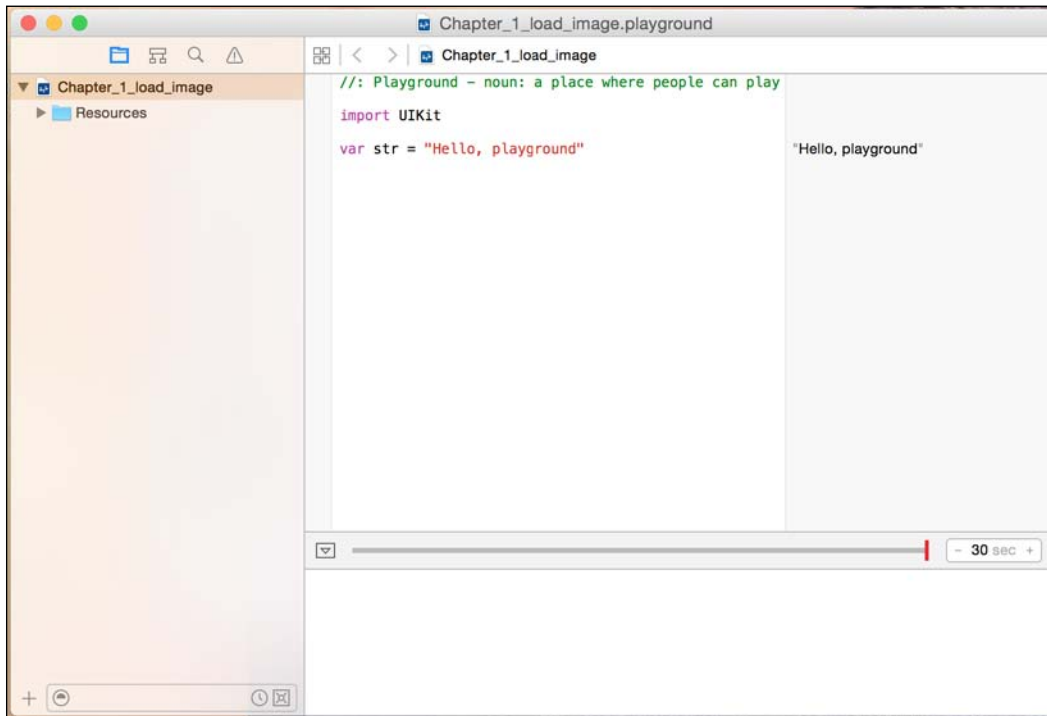 Chapter_1_load_image.playground
Chapter_1_load_image
Chapter_1_load_image
Resources
//: Playground – noun: a place where people can play
import UIKit
var str = "Hello, playground"
"Hello, playground"
- 30 sec +